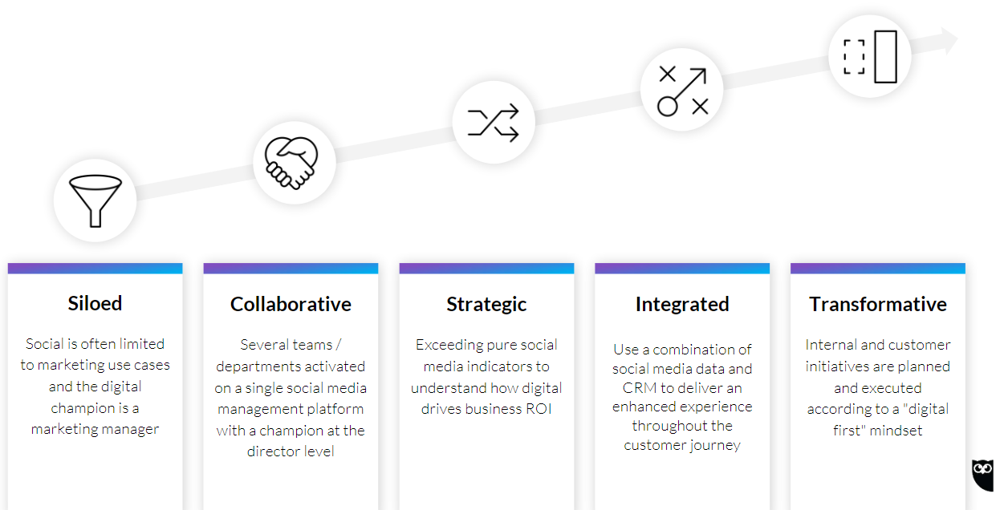 Siloed
Social is often limited
to marketing use cases
and the digital
champion is a
marketing manager
Collaborative
Several teams /
departments activated
on a single social media
management platform
with a champion at the
director level
Strategic
Exceeding pure social
media indicators to
understand how digital
drives business ROI
Integrated
Use a combination of
social media data and
CRM to deliver an
enhanced experience
throughout the
customer journey
Transformative
Internal and customer
initiatives are planned
and executed
according to a "digital
first" mindset